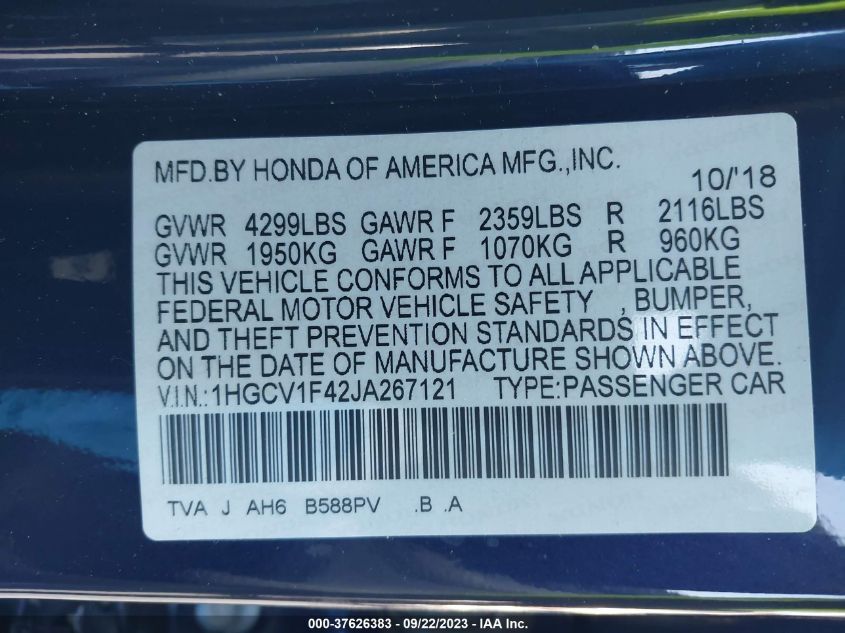 MFD.BY HONDA OF AMERICA MFG.,INC. 10/'18
GVWR 4299LBS GAWR F 2359LBS R 2116LBS
GVWR 1950KG GAWR F 1070KG R 960KG
THIS VEHICLE CONFORMS TO ALL APPLICABLE
FEDERAL MOTOR VEHICLE SAFETY , BUMPER,
AND THEFT PREVENTION STANDARDS IN EFFECT
ON THE DATE OF MANUFACTURE SHOWN ABOVE.
V.I.N.:1HGCV1F42JA267121 TYPE:PASSENGER CAR
TVA J AH6 B588PV .B .A
000-37626383 - 09/22/2023 - IAA Inc.